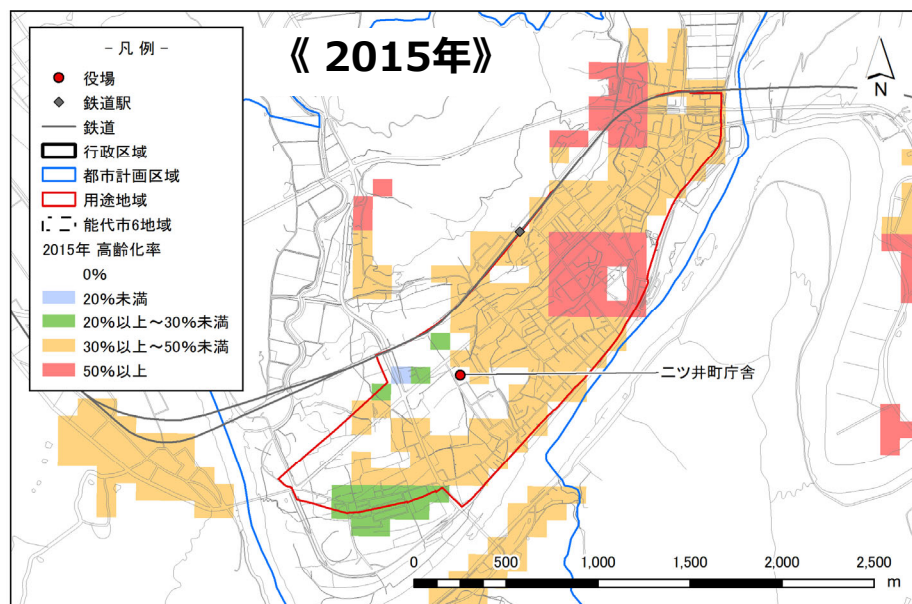 《 2015年》
－ 凡 例 －
役場
鉄道駅
鉄道
行政区域
都市計画区域
用途地域
能代市6地域
2015年 高齢化率
0%
20%未満
20%以上～30%未満
30%以上～50%未満
50%以上
N
二ツ井町庁舎
0 500 1,000 1,500 2,000 2,500
m